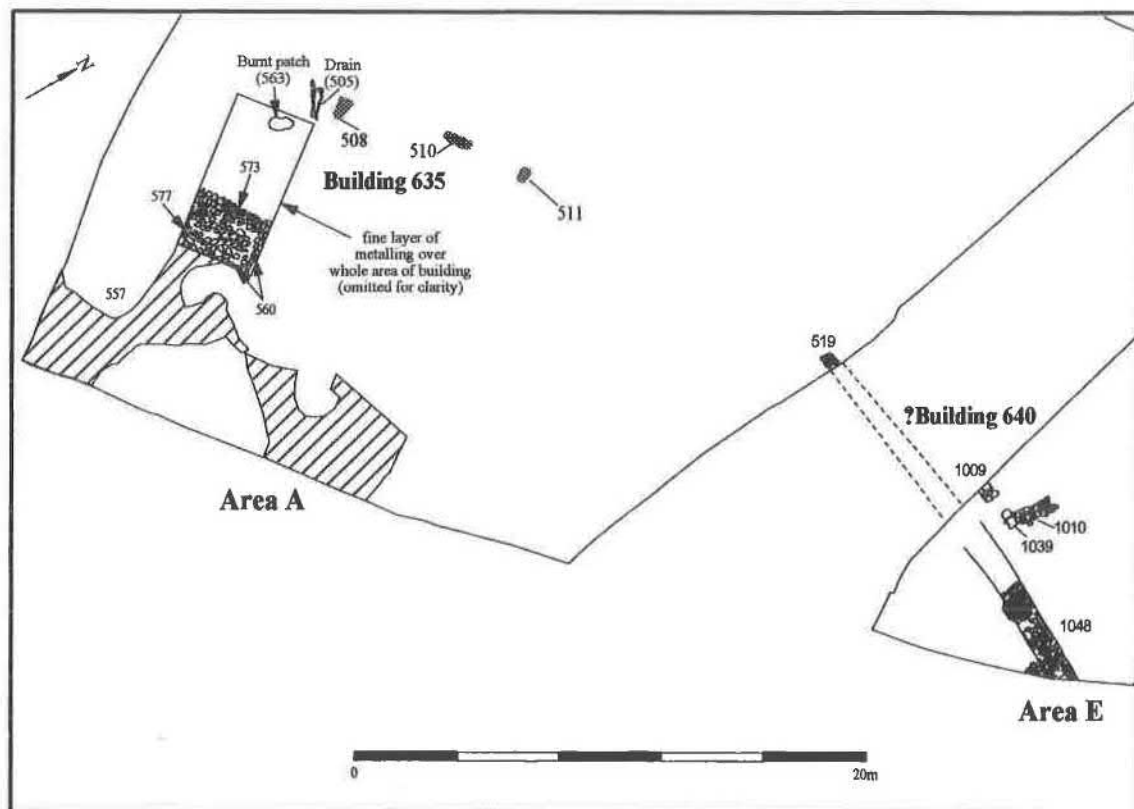 N
Burnt patch
(563)
Drain
(505)
508
510
511
573
Building 635
577
fine layer of
metalling over
whole area of building
(omitted for clarity)
557
560
519
?Building 640
1009
Area A
1010
1039
1048
Area E
0
20m